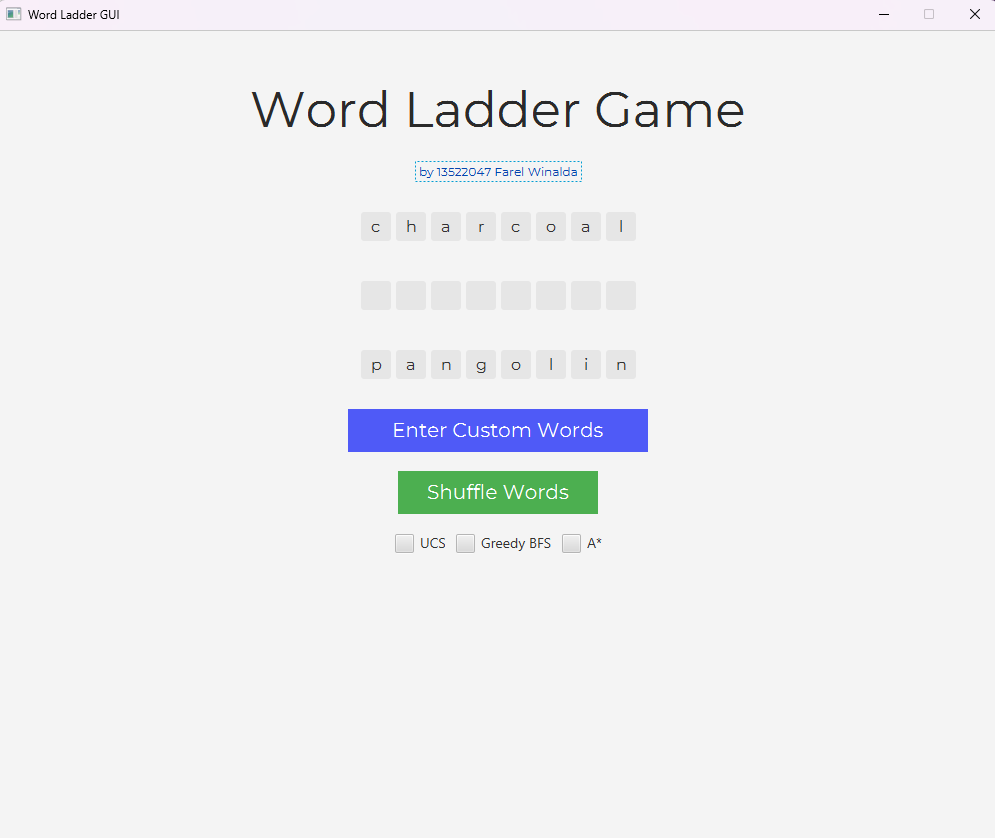 Word Ladder GUI
Word Ladder Game
by 13522047 Farel Winalda
c h a r c o a l
p a n g o l i n
Enter Custom Words
Shuffle Words
UCS Greedy BFS A*